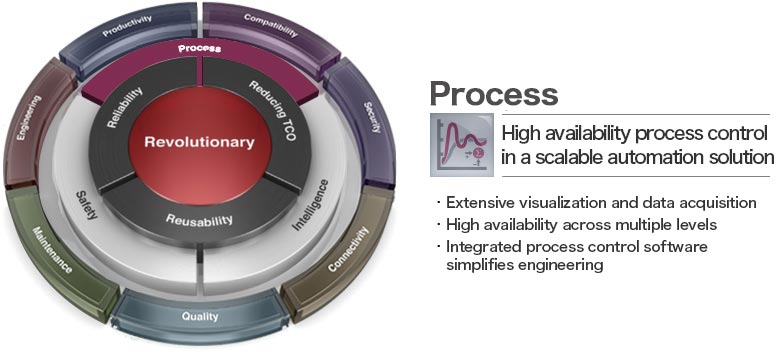 Productivity
Compatibility
Process
Engineering
Security
Reliability
Reducing TCO
Revolutionary
Safety
Reusability
Intelligence
Maintenance
Connectivity
Quality
Process
High availability process control
in a scalable automation solution
・Extensive visualization and data acquisition
・High availability across multiple levels
・Integrated process control software
simplifies engineering